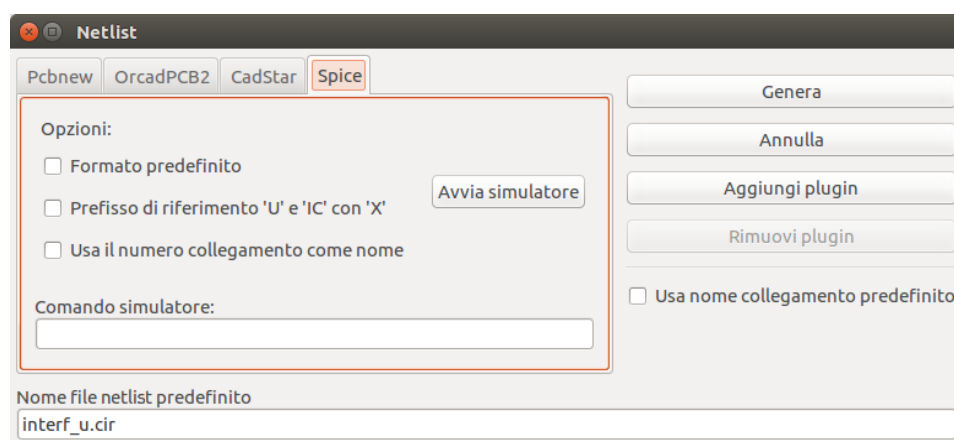 Netlist
Pcbnew OrcadPCB2 CadStar Spice
Opzioni:
Formato predefinito
Prefisso di riferimento 'U' e 'IC' con 'X'
Usa il numero collegamento come nome
Avvia simulatore
Comando simulatore:
Genera
Annulla
Aggiungi plugin
Rimuovi plugin
Usa nome collegamento predefinito
Nome file netlist predefinito
interf_u.cir